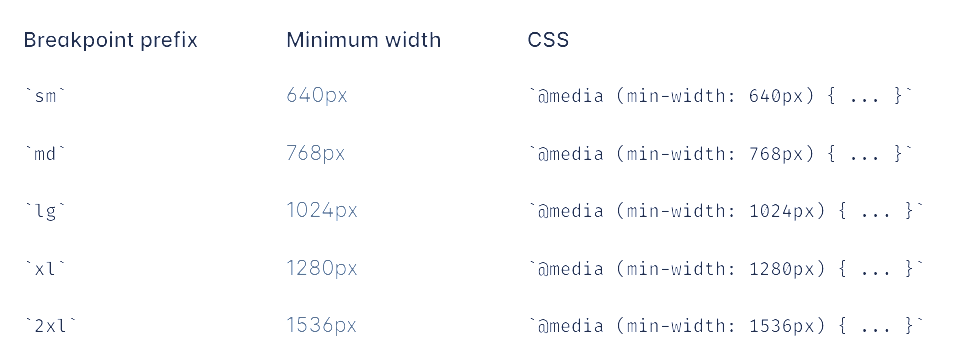 Breakpoint prefix Minimum width CSS
`sm` 640px `@media (min-width: 640px) { ... }`
`md` 768px `@media (min-width: 768px) { ... }`
`lg` 1024px `@media (min-width: 1024px) { ... }`
`xl` 1280px `@media (min-width: 1280px) { ... }`
`2xl` 1536px `@media (min-width: 1536px) { ... }`